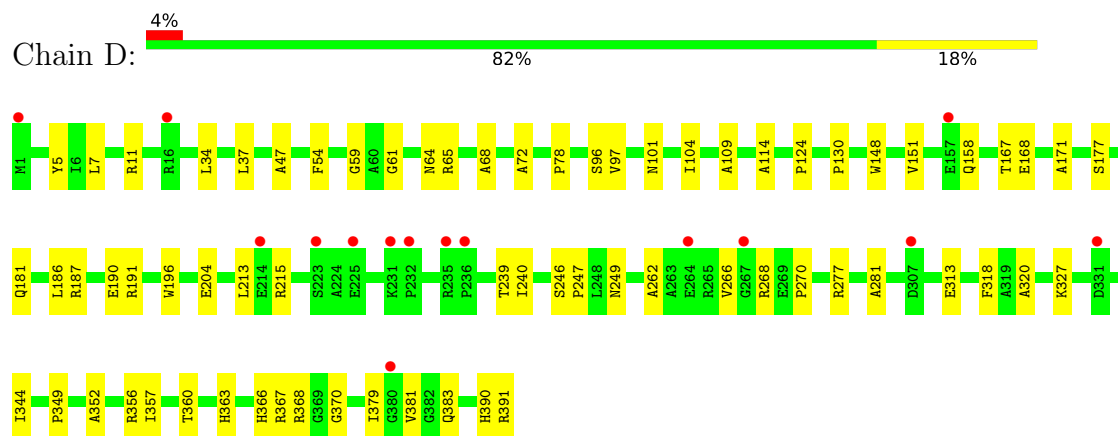 4%
Chain D:
82% 18%
M1 Y5 I6 L7 R11 R16 L34 L37 A47 F54 G59 A60 G61 N64 R65 A68 A72 P78 S96 V97 N101 I104 A109 A114 P124 P130 W148 V151 E157 Q158 T167 E168 A171 S177
Q181 L186 R187 E190 R191 W196 E204 L213 E214 R215 S223 A224 E225 K231 P232 R235 P236 T239 I240 S246 P247 L248 N249 A262 A263 E264 R265 V266 G267 R268 E269 P270 R277 A281 D307 E313 F318 A319 A320 K327 D331
I344 P349 A352 R356 I357 T360 H363 H366 R367 R368 G369 G370 I379 G380 V381 G382 Q383 H390 R391